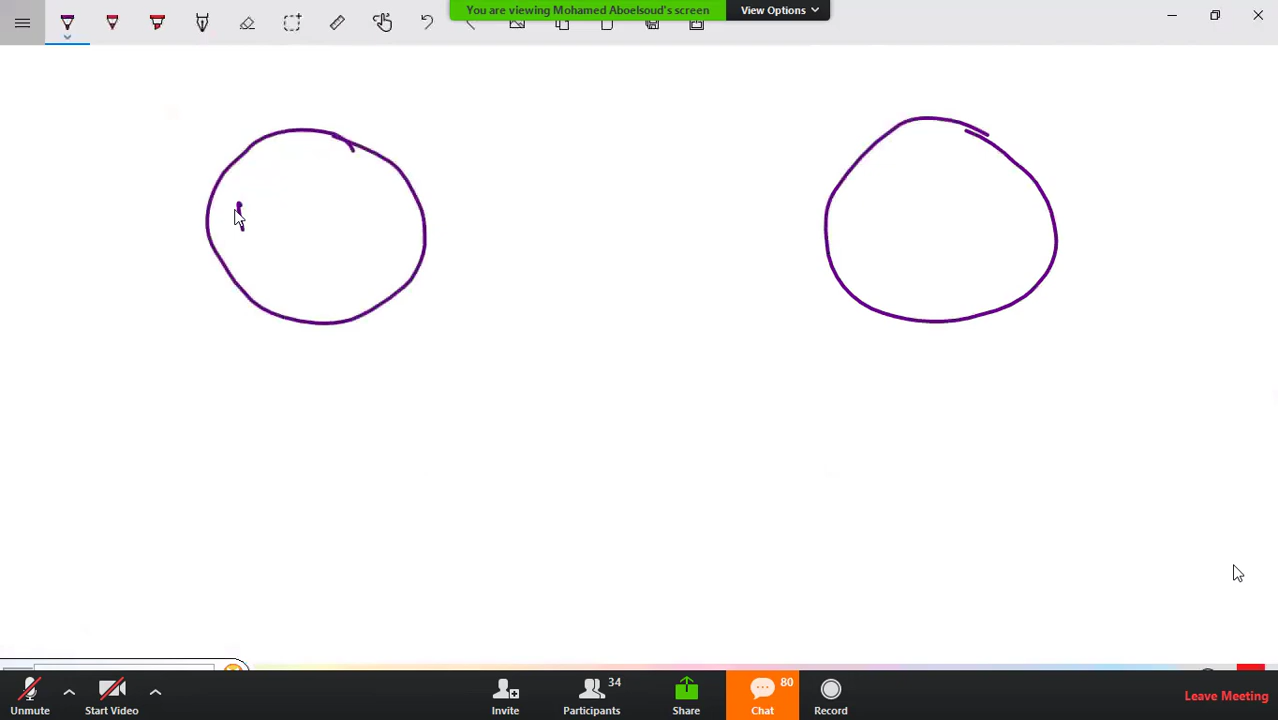 You are viewing Mohamed Aboelsoud's screen
View Options
Unmute
Start Video
Invite
34
Participants
Share
80
Chat
Record
Leave Meeting